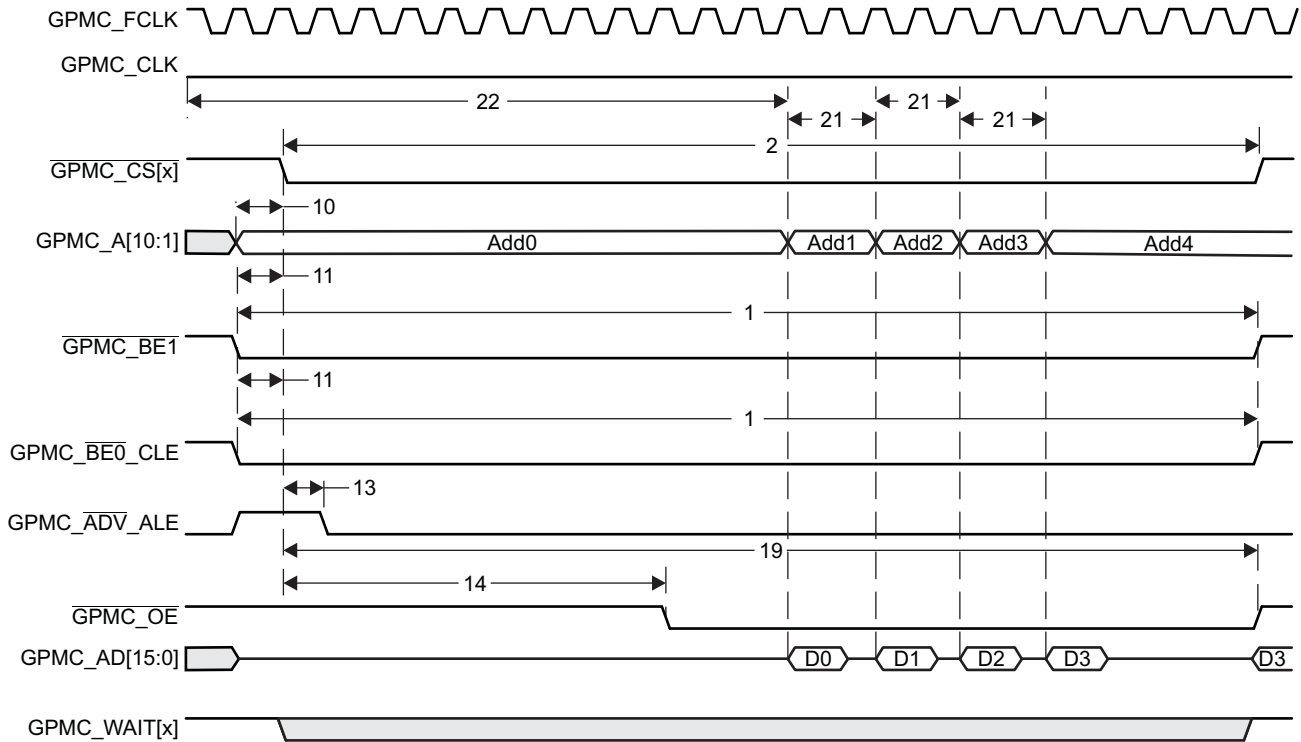 GPMC_FCLK
GPMC_CLK
22
21
21
21
2
GPMC_CS[x]
10
GPMC_A[10:1] Add0 Add1 Add2 Add3 Add4
11
1
GPMC_BE1
11
1
GPMC_BE0_CLE
13
GPMC_ADV_ALE
19
14
GPMC_OE
GPMC_AD[15:0] D0 D1 D2 D3 D3
GPMC_WAIT[x]